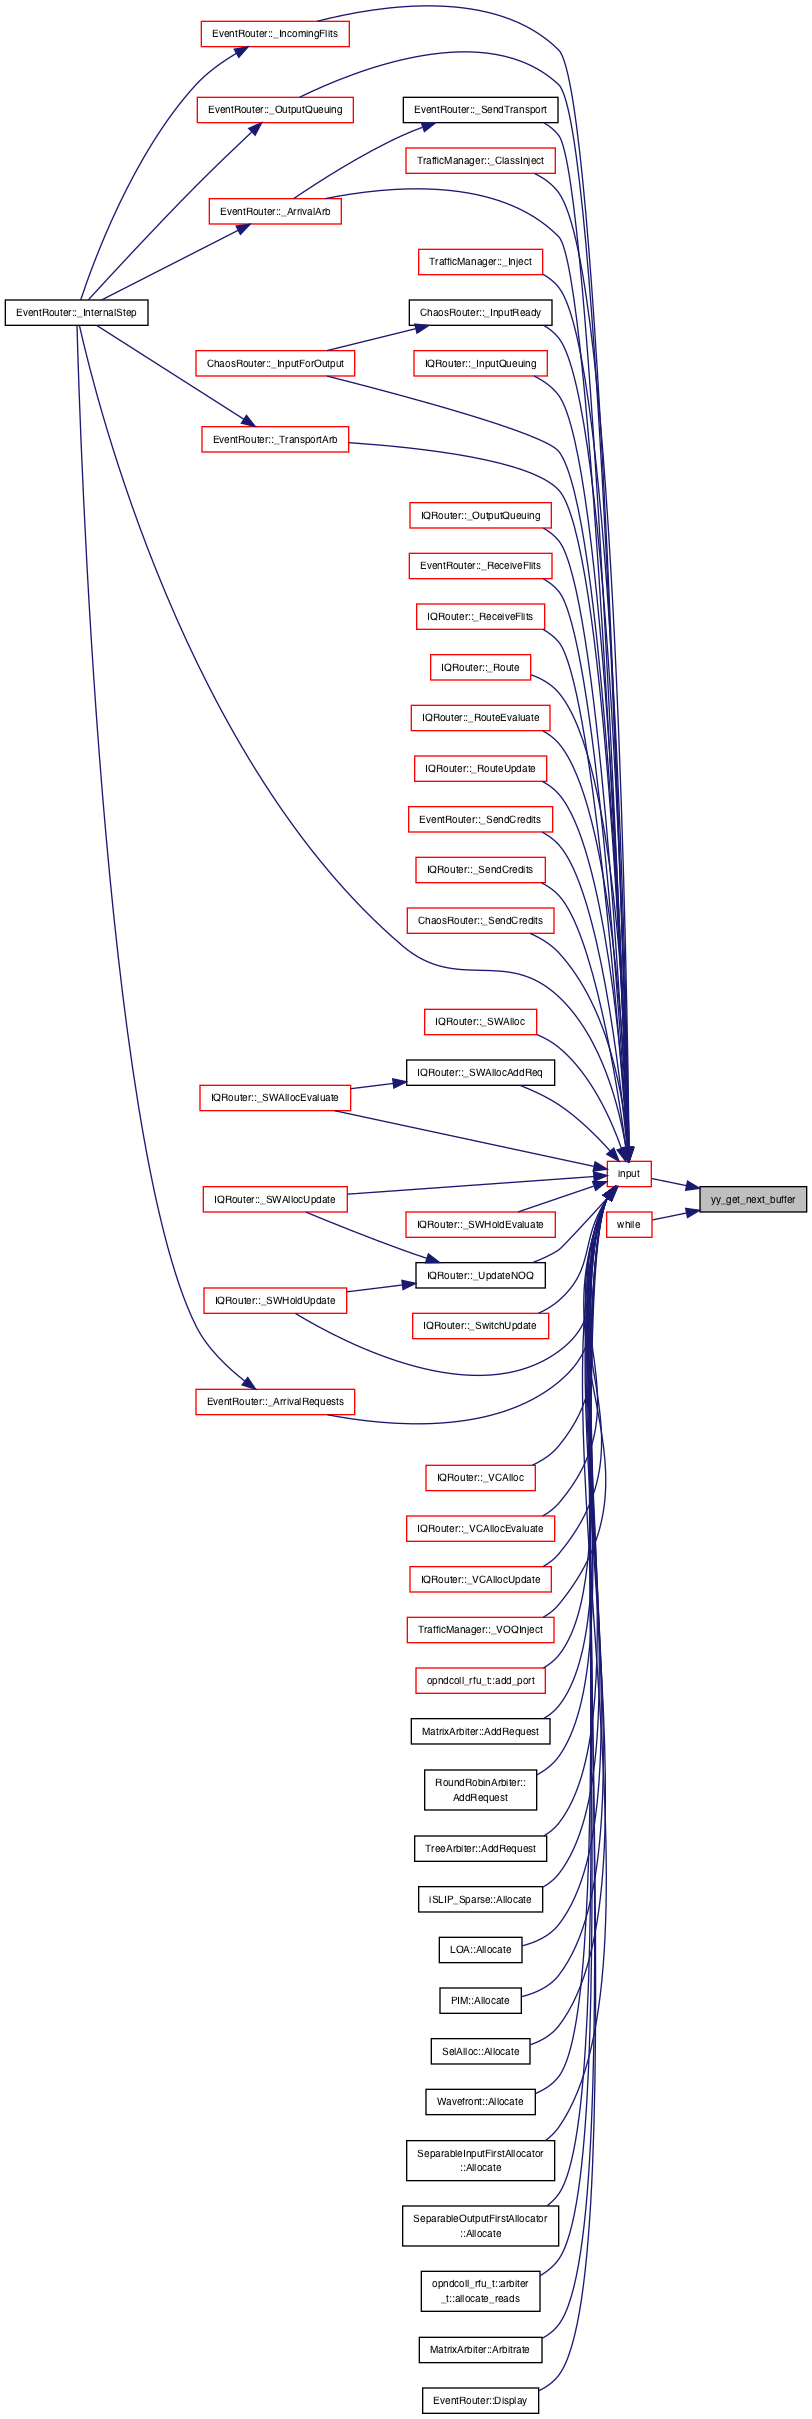 EventRouter::_IncomingFlits
EventRouter::_OutputQueuing
EventRouter::_SendTransport
TrafficManager::_ClassInject
EventRouter::_ArrivalArb
TrafficManager::_Inject
EventRouter::_InternalStep
ChaosRouter::_InputReady
ChaosRouter::_InputForOutput
IQRouter::_InputQueuing
EventRouter::_TransportArb
IQRouter::_OutputQueuing
EventRouter::_ReceiveFlits
IQRouter::_ReceiveFlits
IQRouter::_Route
IQRouter::_RouteEvaluate
IQRouter::_RouteUpdate
EventRouter::_SendCredits
IQRouter::_SendCredits
ChaosRouter::_SendCredits
IQRouter::_SWAlloc
IQRouter::_SWAllocAddReq
IQRouter::_SWAllocEvaluate
input
IQRouter::_SWAllocUpdate
yy_get_next_buffer
IQRouter::_SWHoldEvaluate
while
IQRouter::_UpdateNOQ
IQRouter::_SWHoldUpdate
IQRouter::_SwitchUpdate
EventRouter::_ArrivalRequests
IQRouter::_VCAlloc
IQRouter::_VCAllocEvaluate
IQRouter::_VCAllocUpdate
TrafficManager::_VOQInject
opndcoll_rfu_t::add_port
MatrixArbiter::AddRequest
RoundRobinArbiter::
AddRequest
TreeArbiter::AddRequest
iSLIP_Sparse::Allocate
LOA::Allocate
PIM::Allocate
SelAlloc::Allocate
Wavefront::Allocate
SeparableInputFirstAllocator
::Allocate
SeparableOutputFirstAllocator
::Allocate
opndcoll_rfu_t::arbiter
_t::allocate_reads
MatrixArbiter::Arbitrate
EventRouter::Display